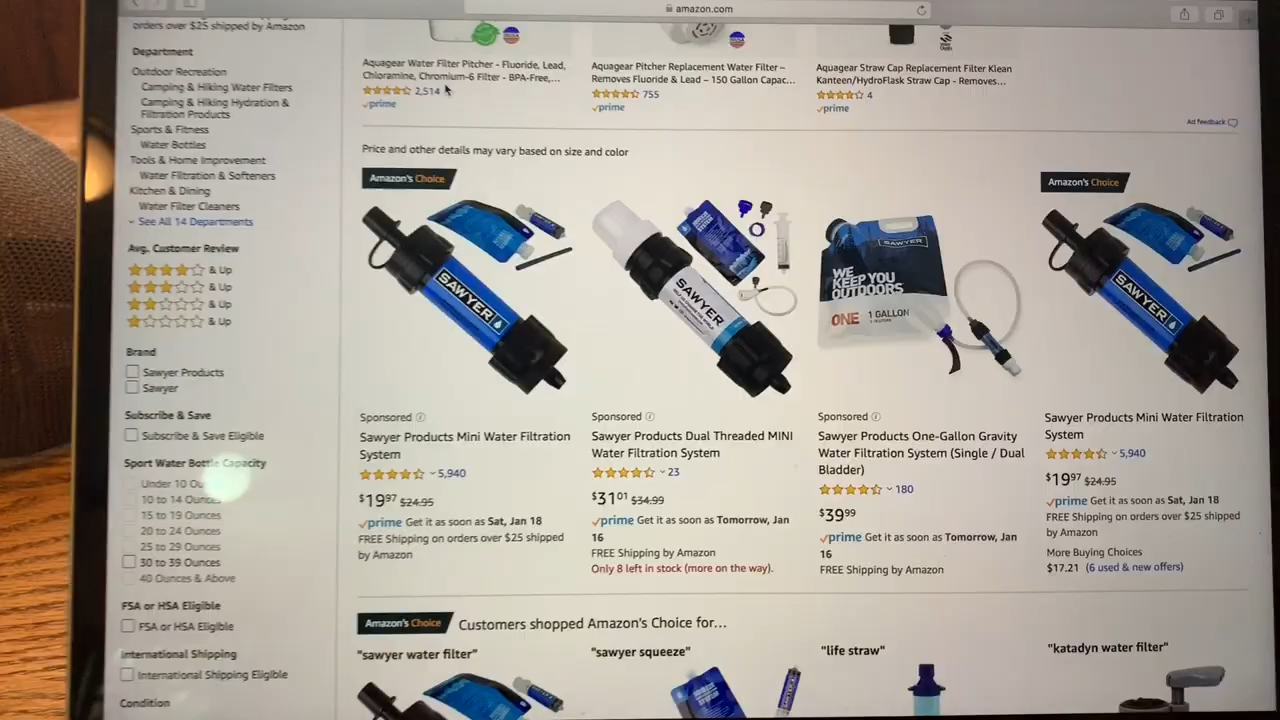 amazon.com
orders over $25 shipped by Amazon
Department
Outdoor Recreation
Camping & Hiking Water Filters
Camping & Hiking Hydration &
Filtration Products
Sports & Fitness
Water Bottles
Tools & Home Improvement
Water Filtration & Softeners
Kitchen & Dining
Water Filter Cleaners
See All 14 Departments
Avg. Customer Review
& Up
& Up
& Up
& Up
Brand
Sawyer Products
Sawyer
Subscribe & Save
Subscribe & Save Eligible
Sport Water Bottle Capacity
Under 10 Ou
10 to 14 Ounces
15 to 19 Ounces
20 to 24 Ounces
25 to 29 Ounces
30 to 39 Ounces
40 Ounces & Above
FSA or HSA Eligible
FSA or HSA Eligible
International Shipping
International Shipping Eligible
Condition
Aquagear Water Filter Pitcher - Fluoride, Lead,
Chloramine, Chromium-6 Filter - BPA-Free,...
2,514
prime
Aquagear Pitcher Replacement Water Filter –
Removes Fluoride & Lead – 150 Gallon Capac...
755
prime
Aquagear Straw Cap Replacement Filter Klean
Kanteen/HydroFlask Straw Cap - Removes...
4
prime
Ad feedback
Price and other details may vary based on size and color
Amazon's Choice
SAWYER
Sponsored
Sawyer Products Mini Water Filtration
System
5,940
$19.97 $24.95
prime Get it as soon as Sat, Jan 18
FREE Shipping on orders over $25 shipped
by Amazon
SAWYER
Sponsored
Sawyer Products Dual Threaded MINI
Water Filtration System
23
$31.01 $34.99
prime Get it as soon as Tomorrow, Jan
16
FREE Shipping by Amazon
Only 8 left in stock (more on the way).
SAWYER
WE
KEEP YOU
OUTDOORS
ONE 1 GALLON
Sponsored
Sawyer Products One-Gallon Gravity
Water Filtration System (Single / Dual
Bladder)
180
$39.99
prime Get it as soon as Tomorrow, Jan
16
FREE Shipping by Amazon
Amazon's Choice
SAWYER
Sawyer Products Mini Water Filtration
System
5,940
$19.97 $24.95
prime Get it as soon as Sat, Jan 18
FREE Shipping on orders over $25 shipped
by Amazon
More Buying Choices
$17.21 (6 used & new offers)
Amazon's Choice Customers shopped Amazon's Choice for...
"sawyer water filter"
"sawyer squeeze"
"life straw"
"katadyn water filter"